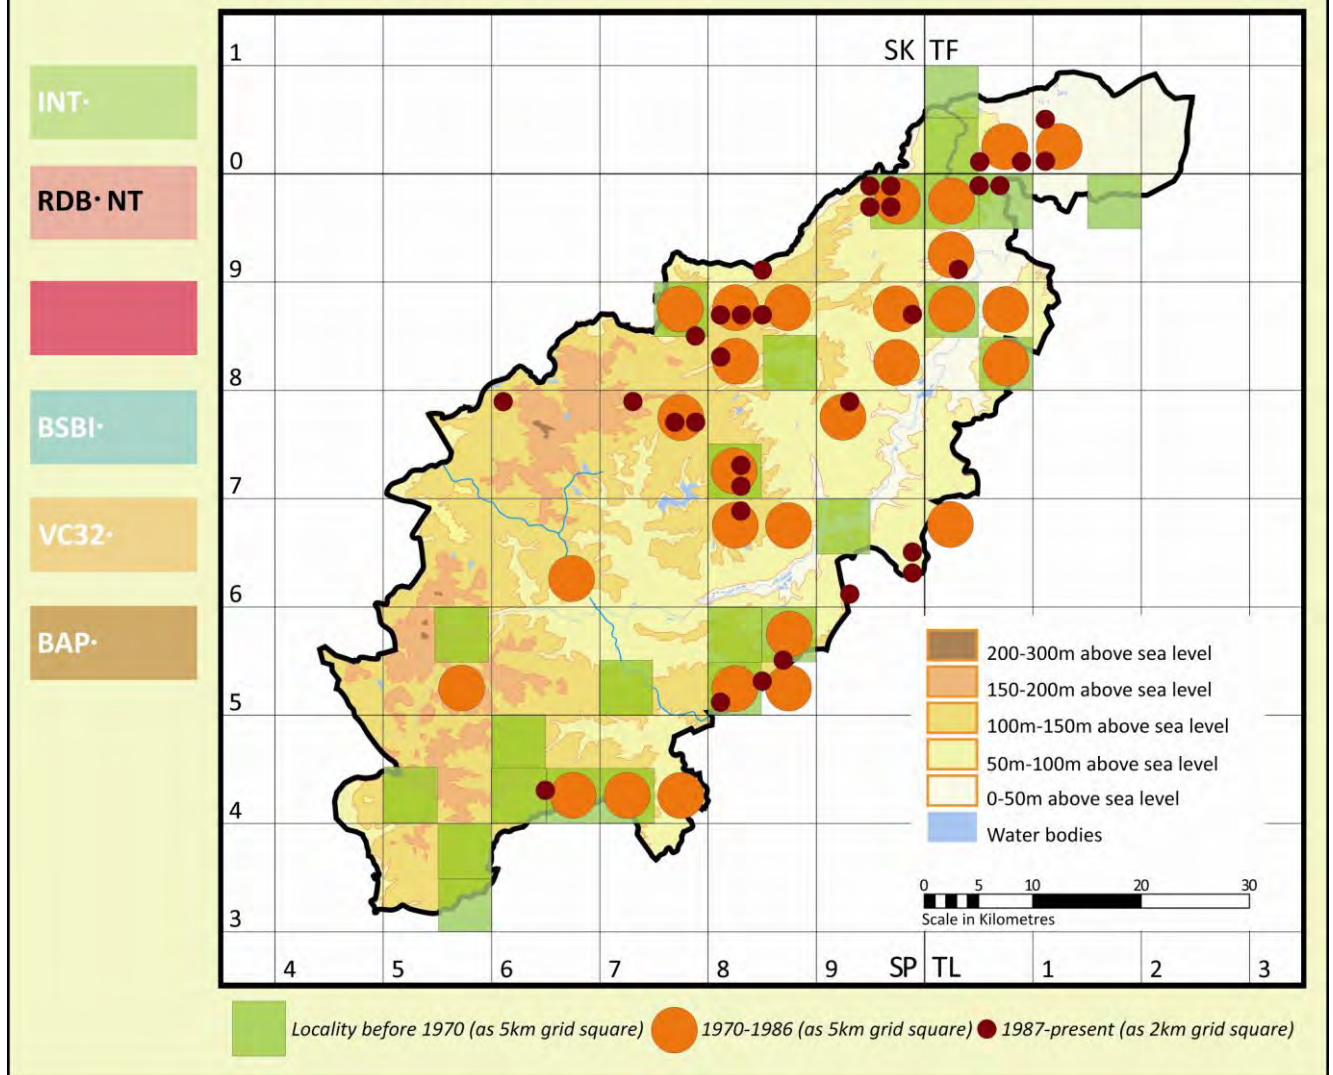 INT·
RDB· NT
BSBI·
VC32·
BAP·
1
SK TF
0
9
8
7
6
5
4
3
4 5 6 7 8 9 SP TL 1 2 3
200-300m above sea level
150-200m above sea level
100m-150m above sea level
50m-100m above sea level
0-50m above sea level
Water bodies
0 5 10 20 30
Scale in Kilometres
Locality before 1970 (as 5km grid square) 1970-1986 (as 5km grid square) 1987-present (as 2km grid square)